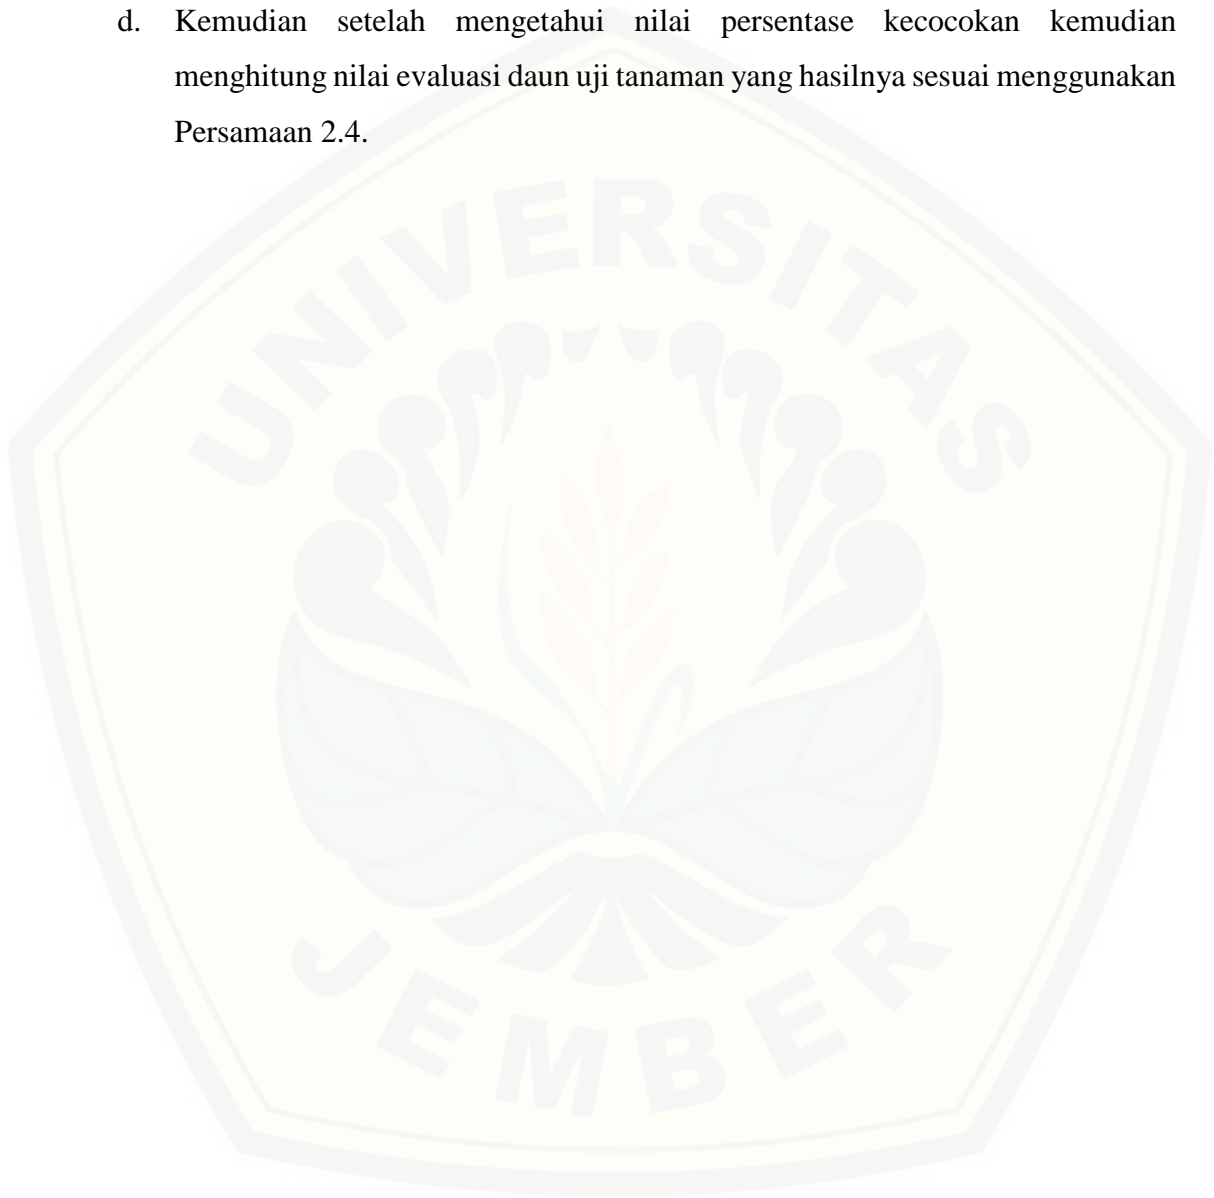 d. Kemudian setelah mengetahui nilai persentase kecocokan kemudian
menghitung nilai evaluasi daun uji tanaman yang hasilnya sesuai menggunakan
Persamaan 2.4.
UNIVERSITAS
JEMBER